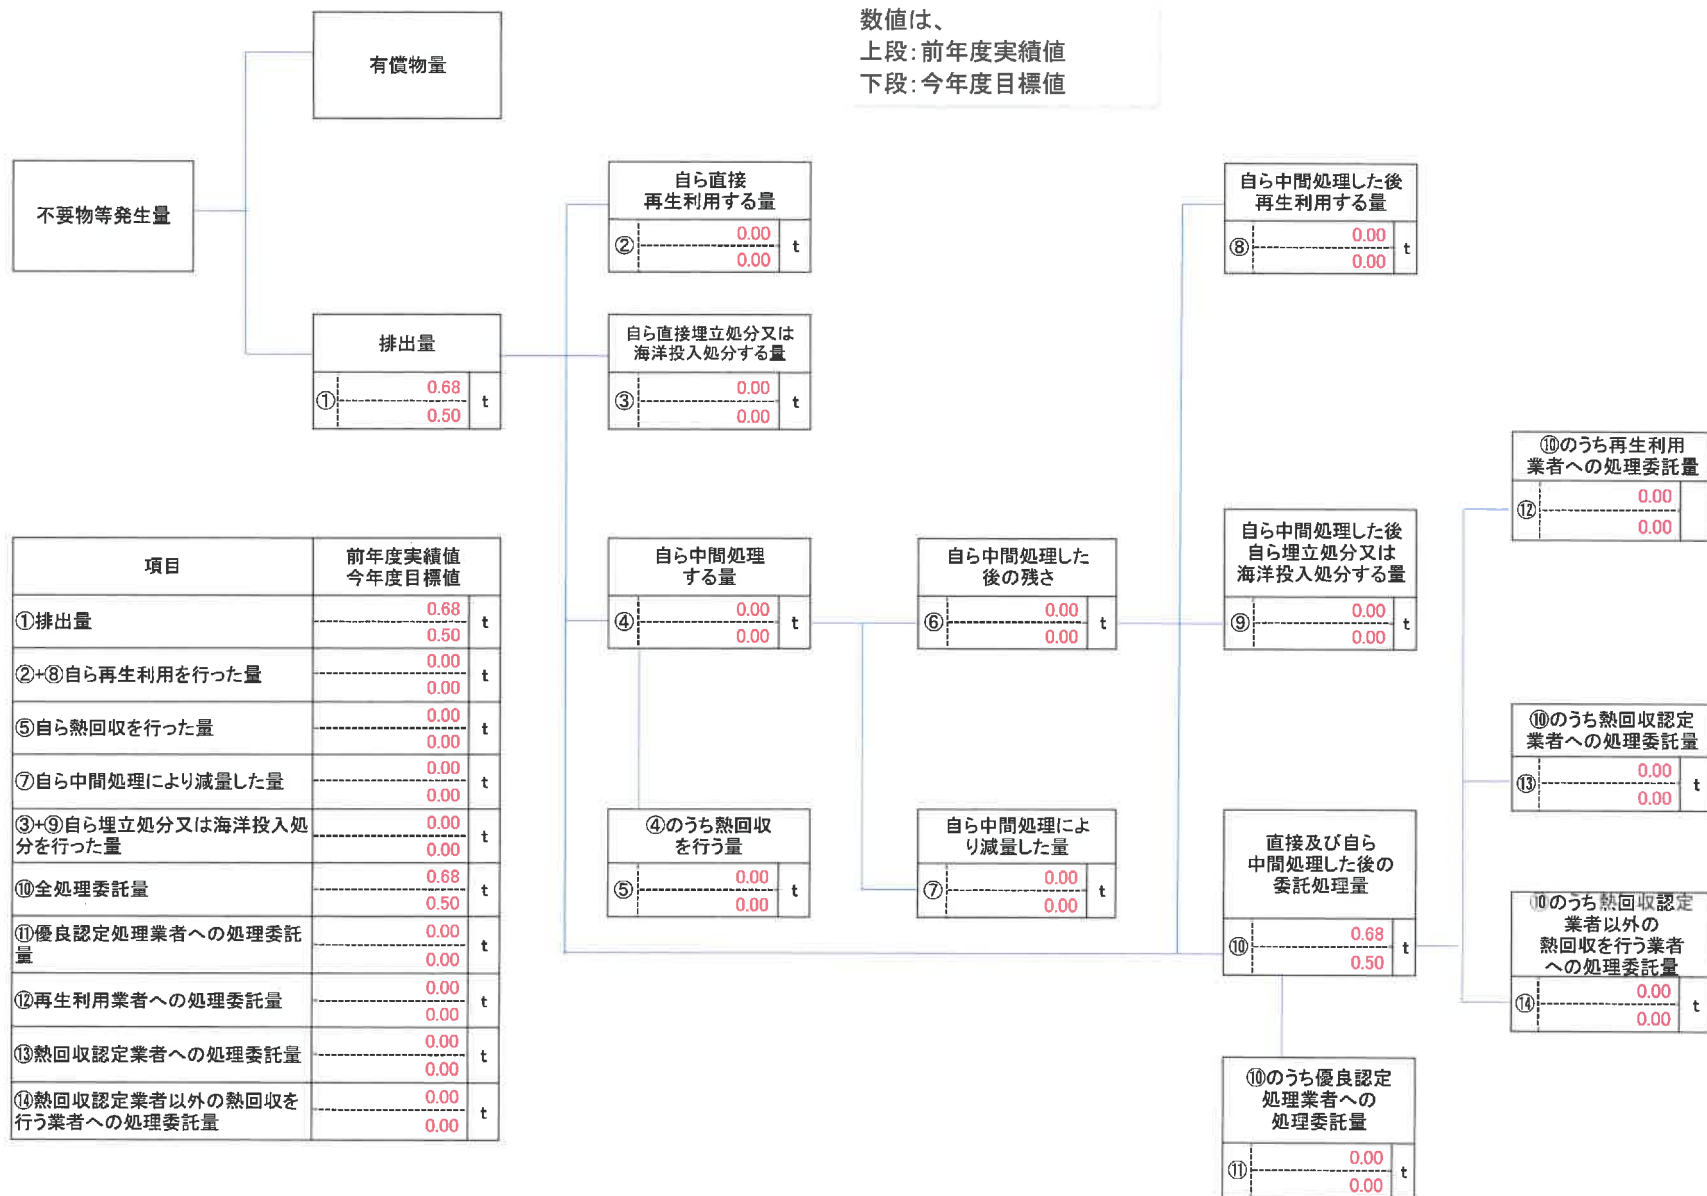 数値は、
上段:前年度実績値
下段:今年度目標値
有償物量
不要物等発生量
排出量
①
0.68
0.50
t
自ら直接
再生利用する量
②
0.00
0.00
t
自ら直接埋立処分又は
海洋投入処分する量
③
0.00
0.00
t
自ら中間処理
する量
④
0.00
0.00
t
④のうち熱回収
を行う量
⑤
0.00
0.00
t
自ら中間処理した
後の残さ
⑥
0.00
0.00
t
自ら中間処理によ
り減量した量
⑦
0.00
0.00
t
自ら中間処理した後
再生利用する量
⑧
0.00
0.00
t
自ら中間処理した後
自ら埋立処分又は
海洋投入処分する量
⑨
0.00
0.00
t
直接及び自ら
中間処理した後の
委託処理量
⑩
0.68
0.50
t
⑩のうち優良認定
処理業者への
処理委託量
⑪
0.00
0.00
t
⑩のうち再生利用
業者への処理委託量
⑫
0.00
0.00
⑩のうち熱回収認定
業者への処理委託量
⑬
0.00
0.00
t
⑩のうち熱回収認定
業者以外の
熱回収を行う業者
への処理委託量
⑭
0.00
0.00
t
項目
前年度実績値
今年度目標値
①排出量
0.68
0.50
t
②+⑧自ら再生利用を行った量
0.00
0.00
t
⑤自ら熱回収を行った量
0.00
0.00
t
⑦自ら中間処理により減量した量
0.00
0.00
t
③+⑨自ら埋立処分又は海洋投入処
分を行った量
0.00
0.00
t
⑩全処理委託量
0.68
0.50
t
⑪優良認定処理業者への処理委託
量
0.00
0.00
t
⑫再生利用業者への処理委託量
0.00
0.00
t
⑬熱回収認定業者への処理委託量
0.00
0.00
t
⑭熱回収認定業者以外の熱回収を
行う業者への処理委託量
0.00
0.00
t